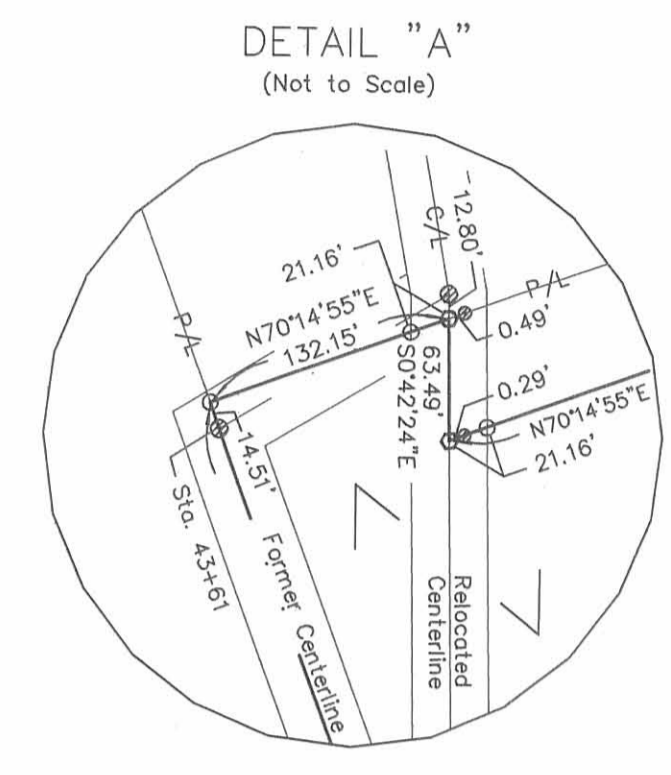 DETAIL "A"
(Not to Scale)
12.80'
C/L
21.16'
P/L
P/L
N70°14'55"E
132.15'
0.49'
63.49'
S0°42'24"E
0.29'
N70°14'55"E
21.16'
14.51'
Sta. 43+61
Former Centerline
Relocated
Centerline